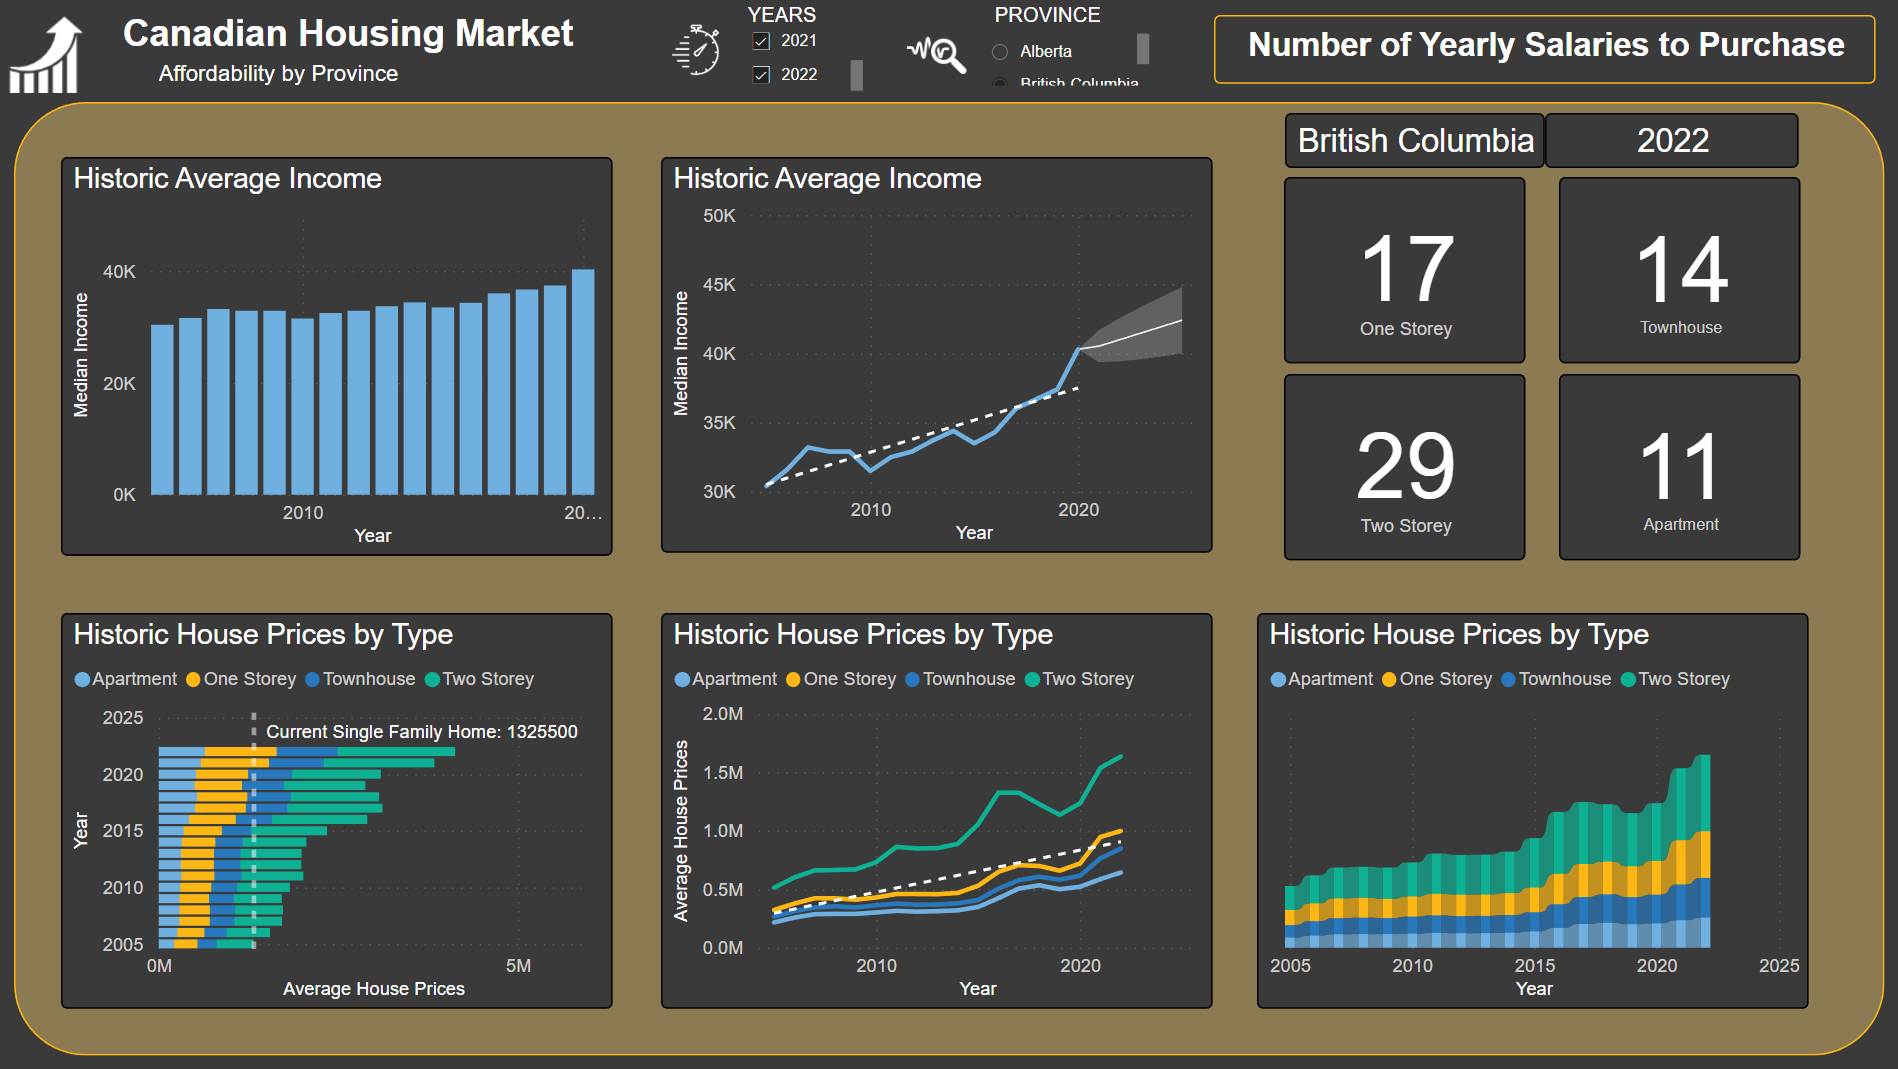 Canadian Housing Market
Affordability by Province
YEARS
2021
2022
PROVINCE
Alberta
British Columbia
Number of Yearly Salaries to Purchase
Historic Average Income
Median Income
40K
20K
0K
2010
20...
Year
Historic Average Income
Median Income
50K
45K
40K
35K
30K
2010
2020
Year
British Columbia
2022
17
One Storey
14
Townhouse
29
Two Storey
11
Apartment
Historic House Prices by Type
Apartment One Storey Townhouse Two Storey
Year
2025
Current Single Family Home: 1325500
2020
2015
2010
2005
0M 5M
Average House Prices
Historic House Prices by Type
Apartment One Storey Townhouse Two Storey
Average House Prices
2.0M
1.5M
1.0M
0.5M
0.0M
2010 2020
Year
Historic House Prices by Type
Apartment One Storey Townhouse Two Storey
2005 2010 2015 2020 2025
Year